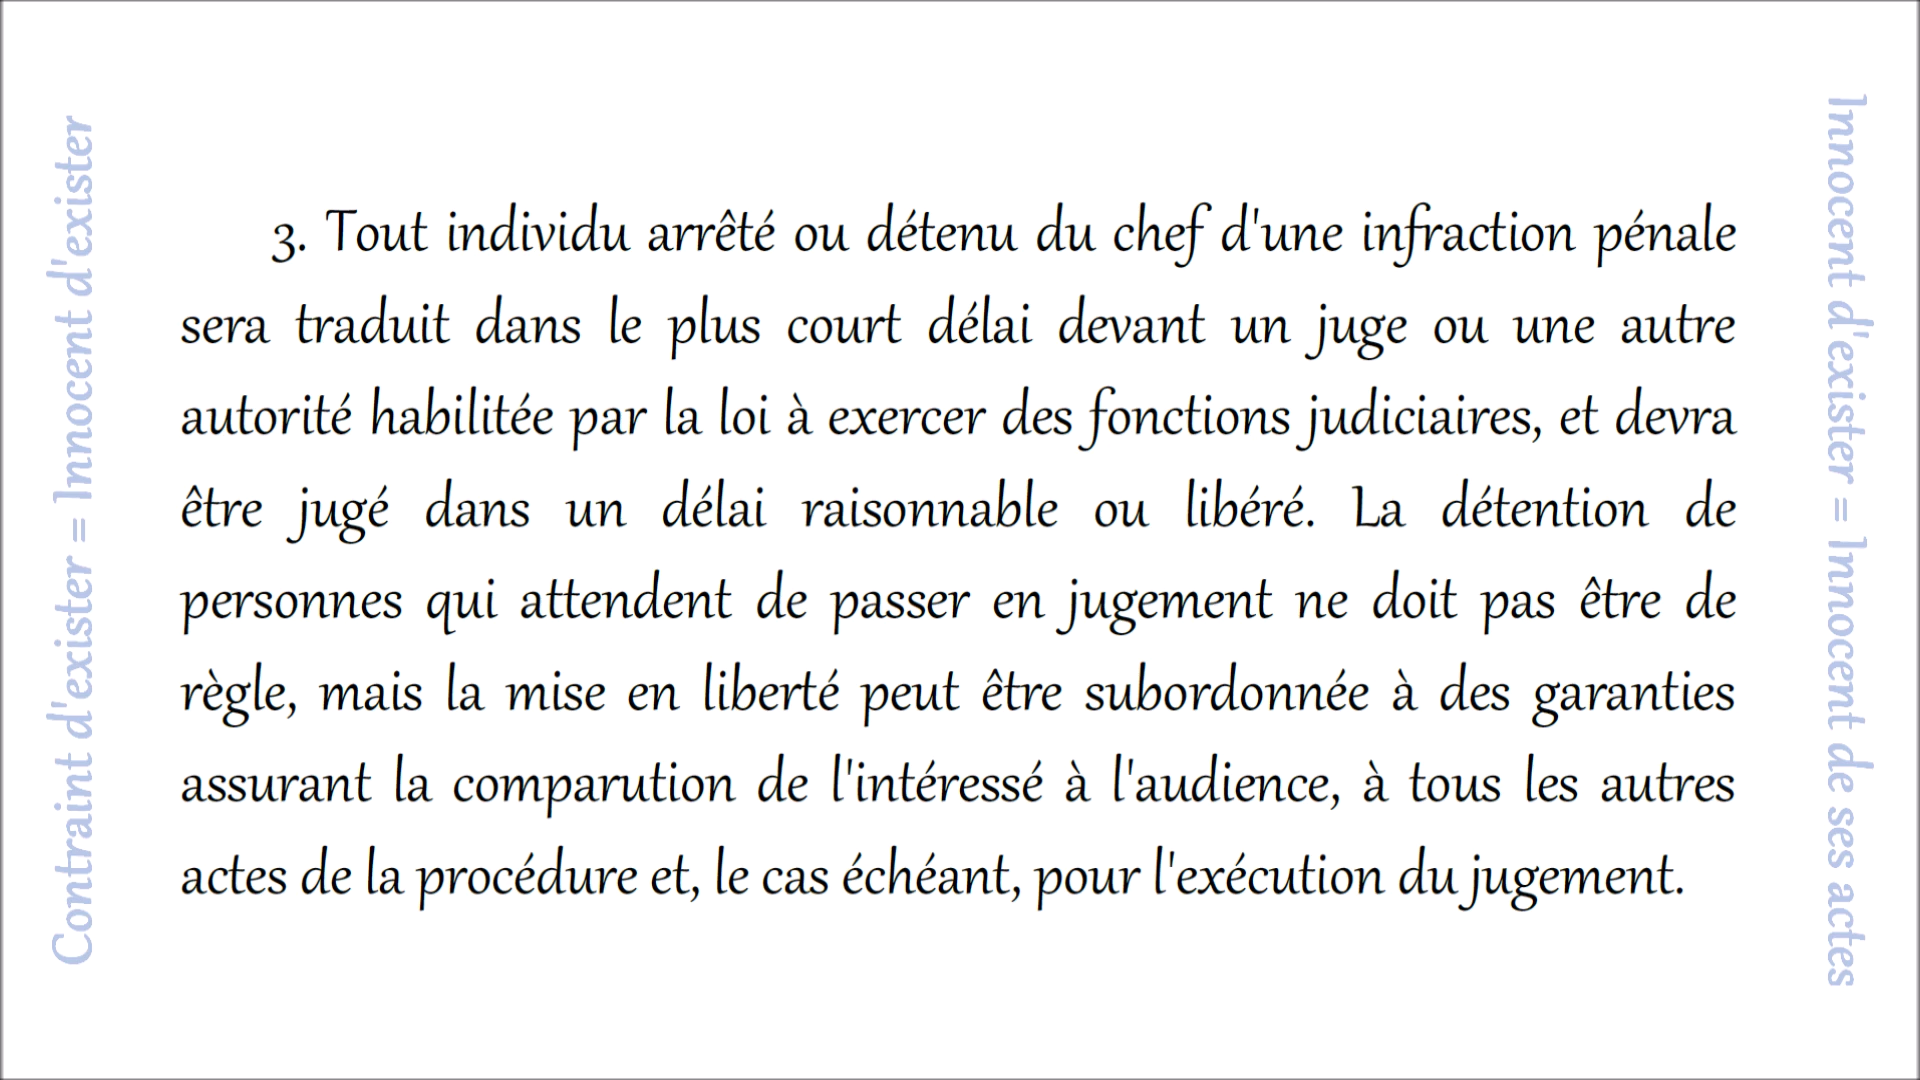 Contraint d'exister = Innocent d'exister
3. Tout individu arrêté ou détenu du chef d'une infraction pénale
sera traduit dans le plus court délai devant un juge ou une autre
autorité habilitée par la loi à exercer des fonctions judiciaires, et devra
être jugé dans un délai raisonnable ou libéré. La détention de
personnes qui attendent de passer en jugement ne doit pas être de
règle, mais la mise en liberté peut être subordonnée à des garanties
assurant la comparution de l'intéressé à l'audience, à tous les autres
actes de la procédure et, le cas échéant, pour l'exécution du jugement.
Innocent d'exister = Innocent de ses actes